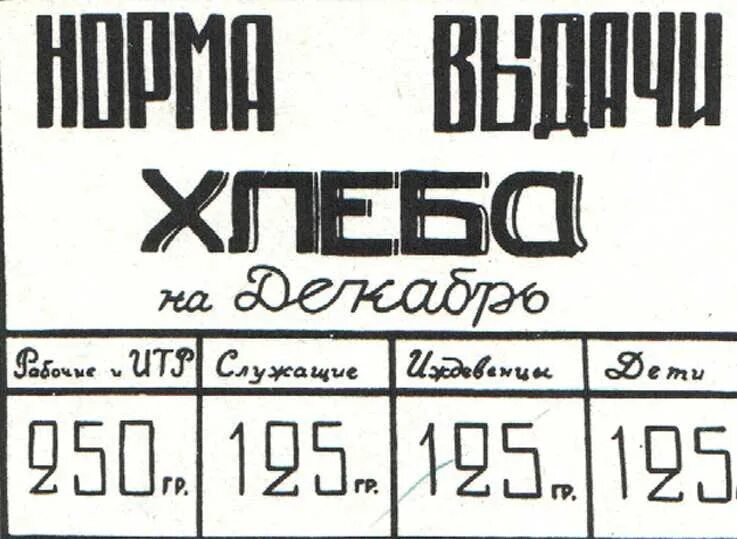 НОРМА ВЫДАЧИ
ХЛЕБА
на Декабрь
Рабочие и ИТР Служащие Иждевенцы Дети
250 гр. 125 гр. 125 гр. 125